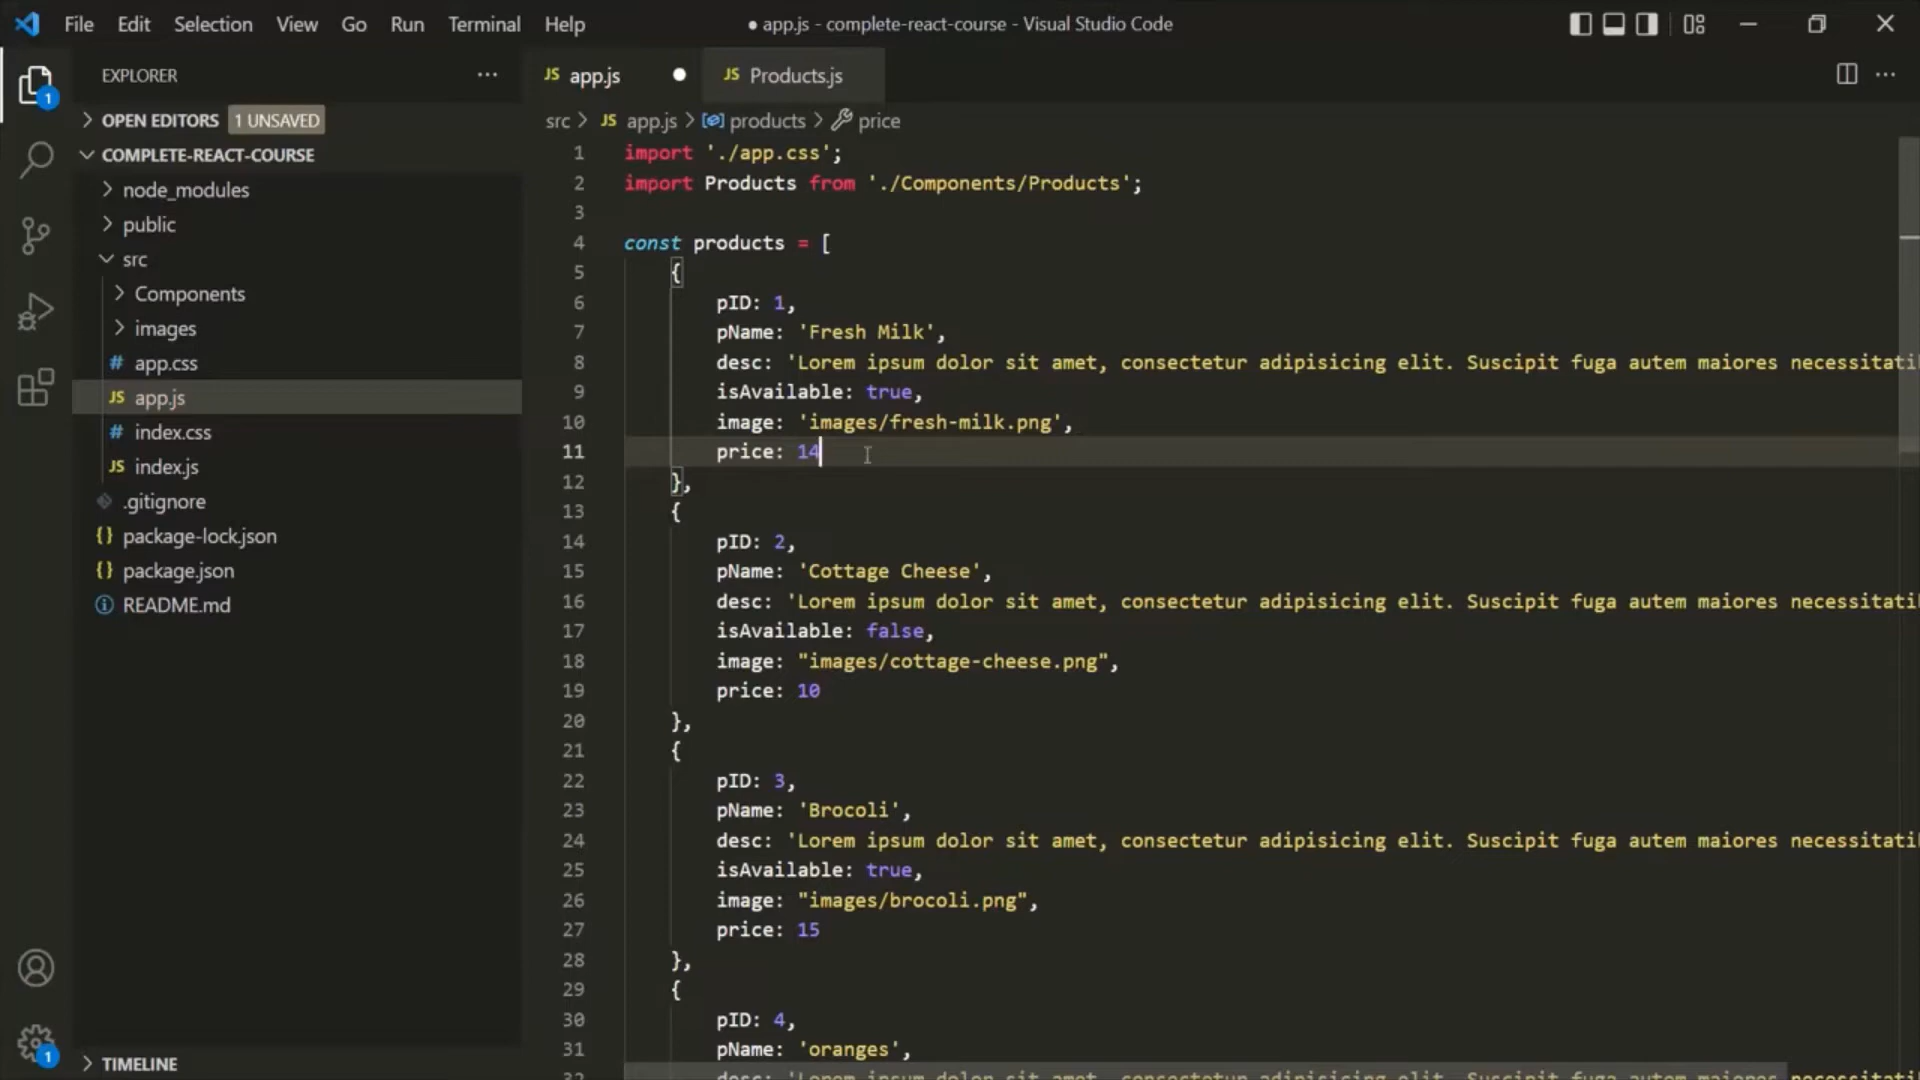 File Edit Selection View Go Run Terminal Help
● app.js - complete-react-course - Visual Studio Code
EXPLORER
OPEN EDITORS 1 UNSAVED
COMPLETE-REACT-COURSE
node_modules
public
src
Components
images
# app.css
JS app.js
# index.css
JS index.js
.gitignore
{} package-lock.json
{} package.json
README.md
TIMELINE
1
1
JS app.js ●
JS Products.js
src > JS app.js > products > price
1 import './app.css';
2 import Products from './Components/Products';
3
4 const products = [
5 {
6 pID: 1,
7 pName: 'Fresh Milk',
8 desc: 'Lorem ipsum dolor sit amet, consectetur adipisicing elit. Suscipit fuga autem maiores
9 isAvailable: true,
10 image: 'images/fresh-milk.png',
11 price: 14
12 },
13 {
14 pID: 2,
15 pName: 'Cottage Cheese',
16 desc: 'Lorem ipsum dolor sit amet, consectetur adipisicing elit. Suscipit fuga autem maiores
17 isAvailable: false,
18 image: "images/cottage-cheese.png",
19 price: 10
20 },
21 {
22 pID: 3,
23 pName: 'Brocoli',
24 desc: 'Lorem ipsum dolor sit amet, consectetur adipisicing elit. Suscipit fuga autem maiores
25 isAvailable: true,
26 image: "images/brocoli.png",
27 price: 15
28 },
29 {
30 pID: 4,
31 pName: 'oranges',